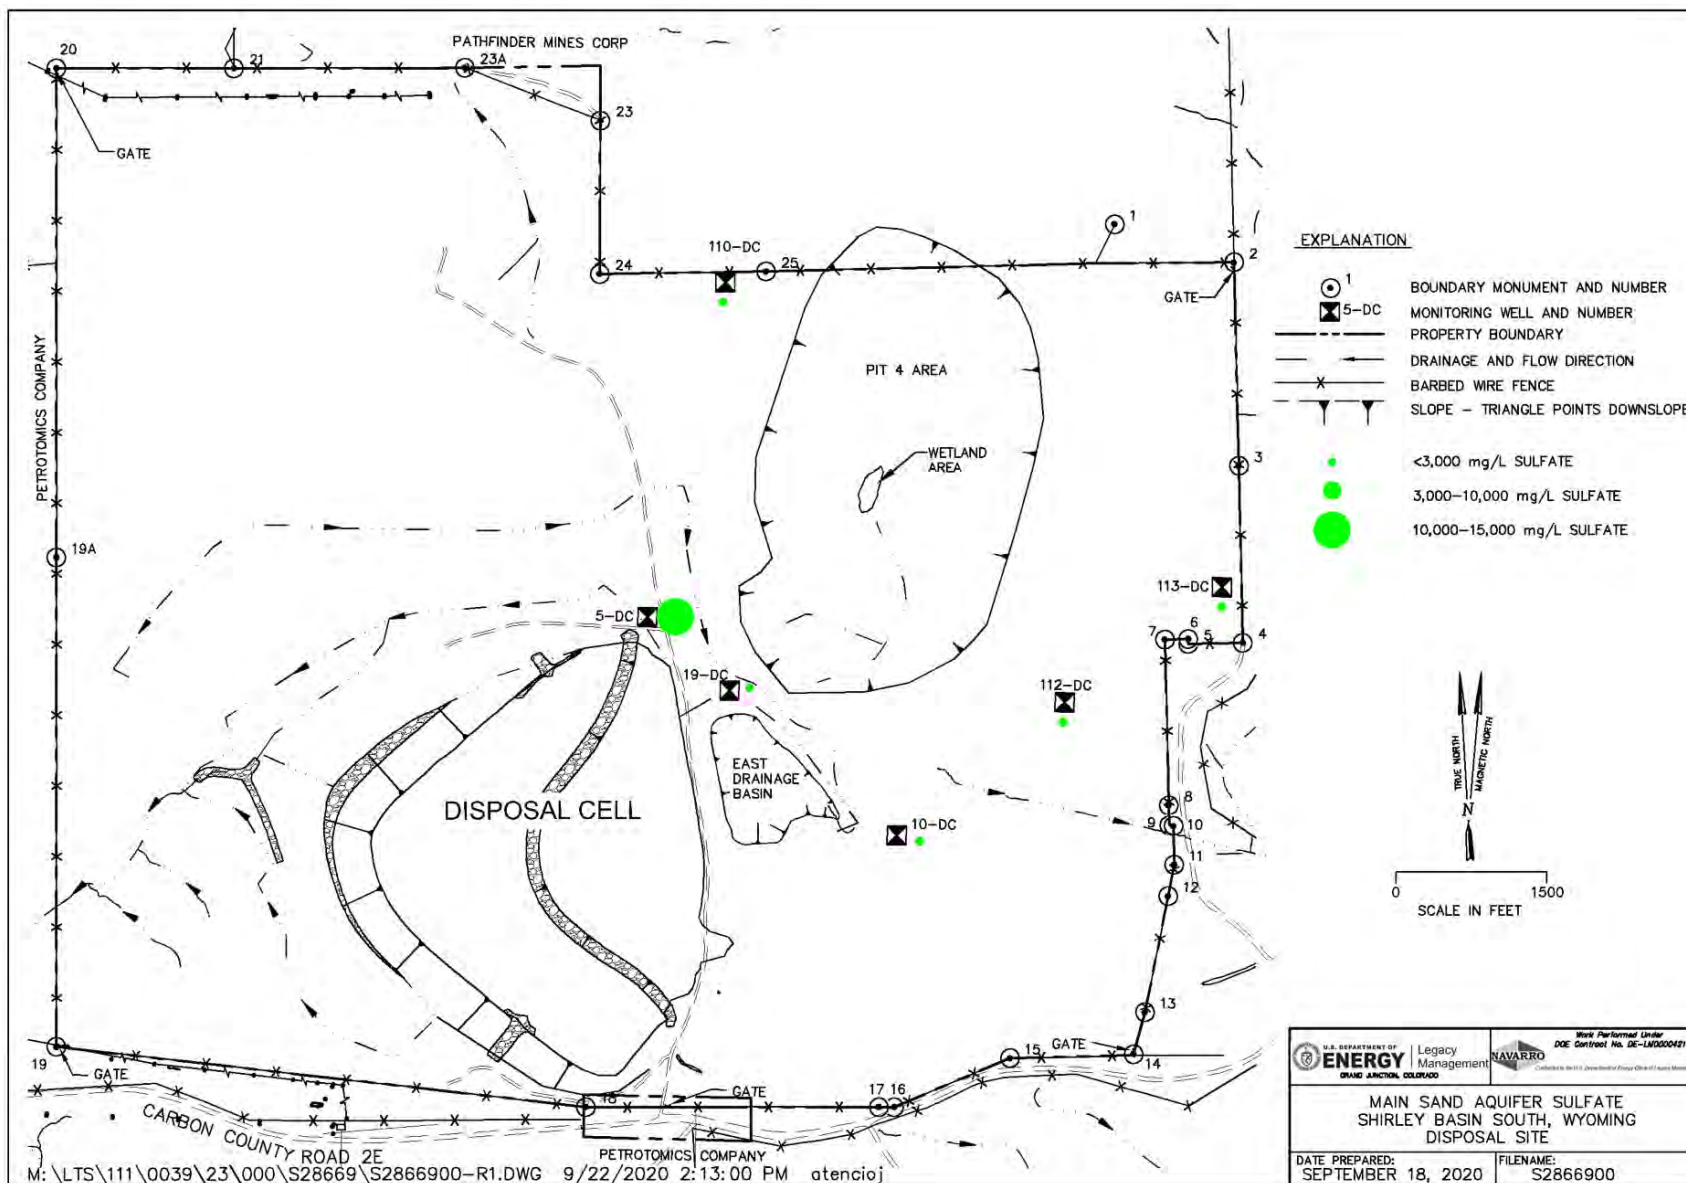 PATHFINDER MINES CORP
20
21
23A
23
GATE
1
110-DC
24
25
2
GATE
PETROTOMICS COMPANY
PIT 4 AREA
WETLAND
AREA
3
19A
113-DC
5-DC
7
6
5
4
19-DC
112-DC
EAST
DRAINAGE
BASIN
DISPOSAL CELL
8
9
10
10-DC
11
12
13
GATE
14
15
19
GATE
18
GATE
17
16
CARBON COUNTY ROAD 2E
PETROTOMICS COMPANY
M:\LTS\111\0039\23\000\S28669\S2866900-R1.DWG 9/22/2020 2:13:00 PM atencioj
EXPLANATION
1
BOUNDARY MONUMENT AND NUMBER
5-DC
MONITORING WELL AND NUMBER
PROPERTY BOUNDARY
DRAINAGE AND FLOW DIRECTION
BARBED WIRE FENCE
SLOPE - TRIANGLE POINTS DOWNSLOPE
<3,000 mg/L SULFATE
3,000-10,000 mg/L SULFATE
10,000-15,000 mg/L SULFATE
TRUE NORTH
MAGNETIC NORTH
N
0
1500
SCALE IN FEET
U.S. DEPARTMENT OF
ENERGY
Legacy
Management
GRAND JUNCTION, COLORADO
NAVARRO
Work Performed Under
DOE Contract No.
MAIN SAND AQUIFER SULFATE
SHIRLEY BASIN SOUTH, WYOMING
DISPOSAL SITE
DATE PREPARED:
SEPTEMBER 18, 2020
FILENAME:
S2866900